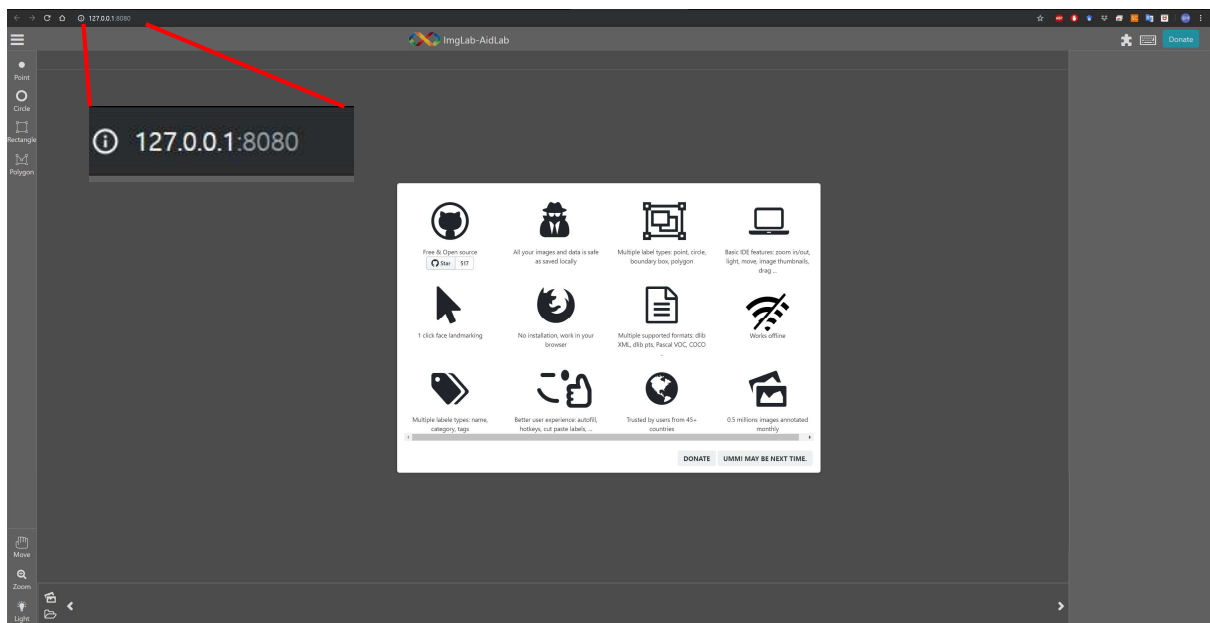 127.0.0.1:8080
ImgLab-AidLab
Donate
Point
Circle
Rectangle
Polygon
127.0.0.1:8080
Free & Open source
Star 517
All your images and data is safe
as saved locally
Multiple label types: point, circle,
boundary box, polygon
Basic IDE features: zoom in/out,
light, move, image thumbnails,
drag ...
1 click face landmarking
No installation, work in your
browser
Multiple supported formats: dlib
XML, dlib pts, Pascal VOC, COCO
...
Works offline
Multiple labele types: name,
category, tags
Better user experience: autofill,
hotkeys, cut paste labels, ...
Trusted by users from 45+
countries
0.5 millions images annotated
monthly
DONATE
UMM! MAY BE NEXT TIME.
Move
Zoom
Light